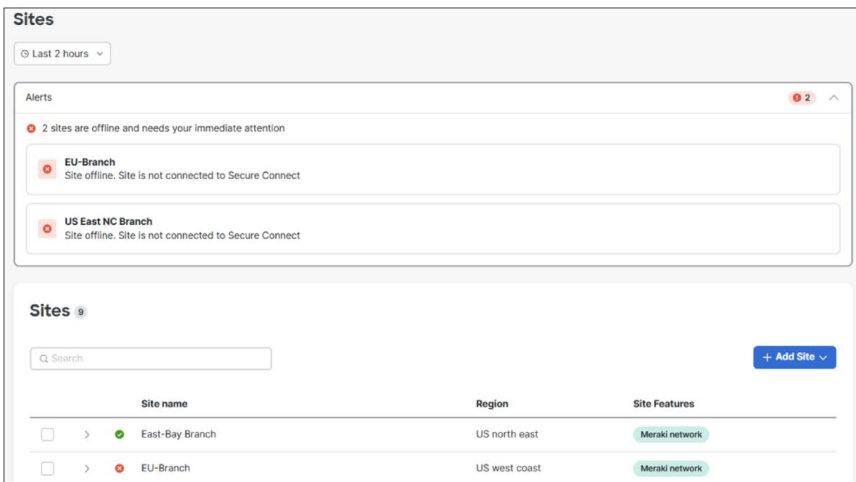 Sites
Last 2 hours
Alerts
2
2 sites are offline and needs your immediate attention
EU-Branch
Site offline. Site is not connected to Secure Connect
US East NC Branch
Site offline. Site is not connected to Secure Connect
Sites 9
Search
+ Add Site
Site name Region Site Features
East-Bay Branch US north east Meraki network
EU-Branch US west coast Meraki network